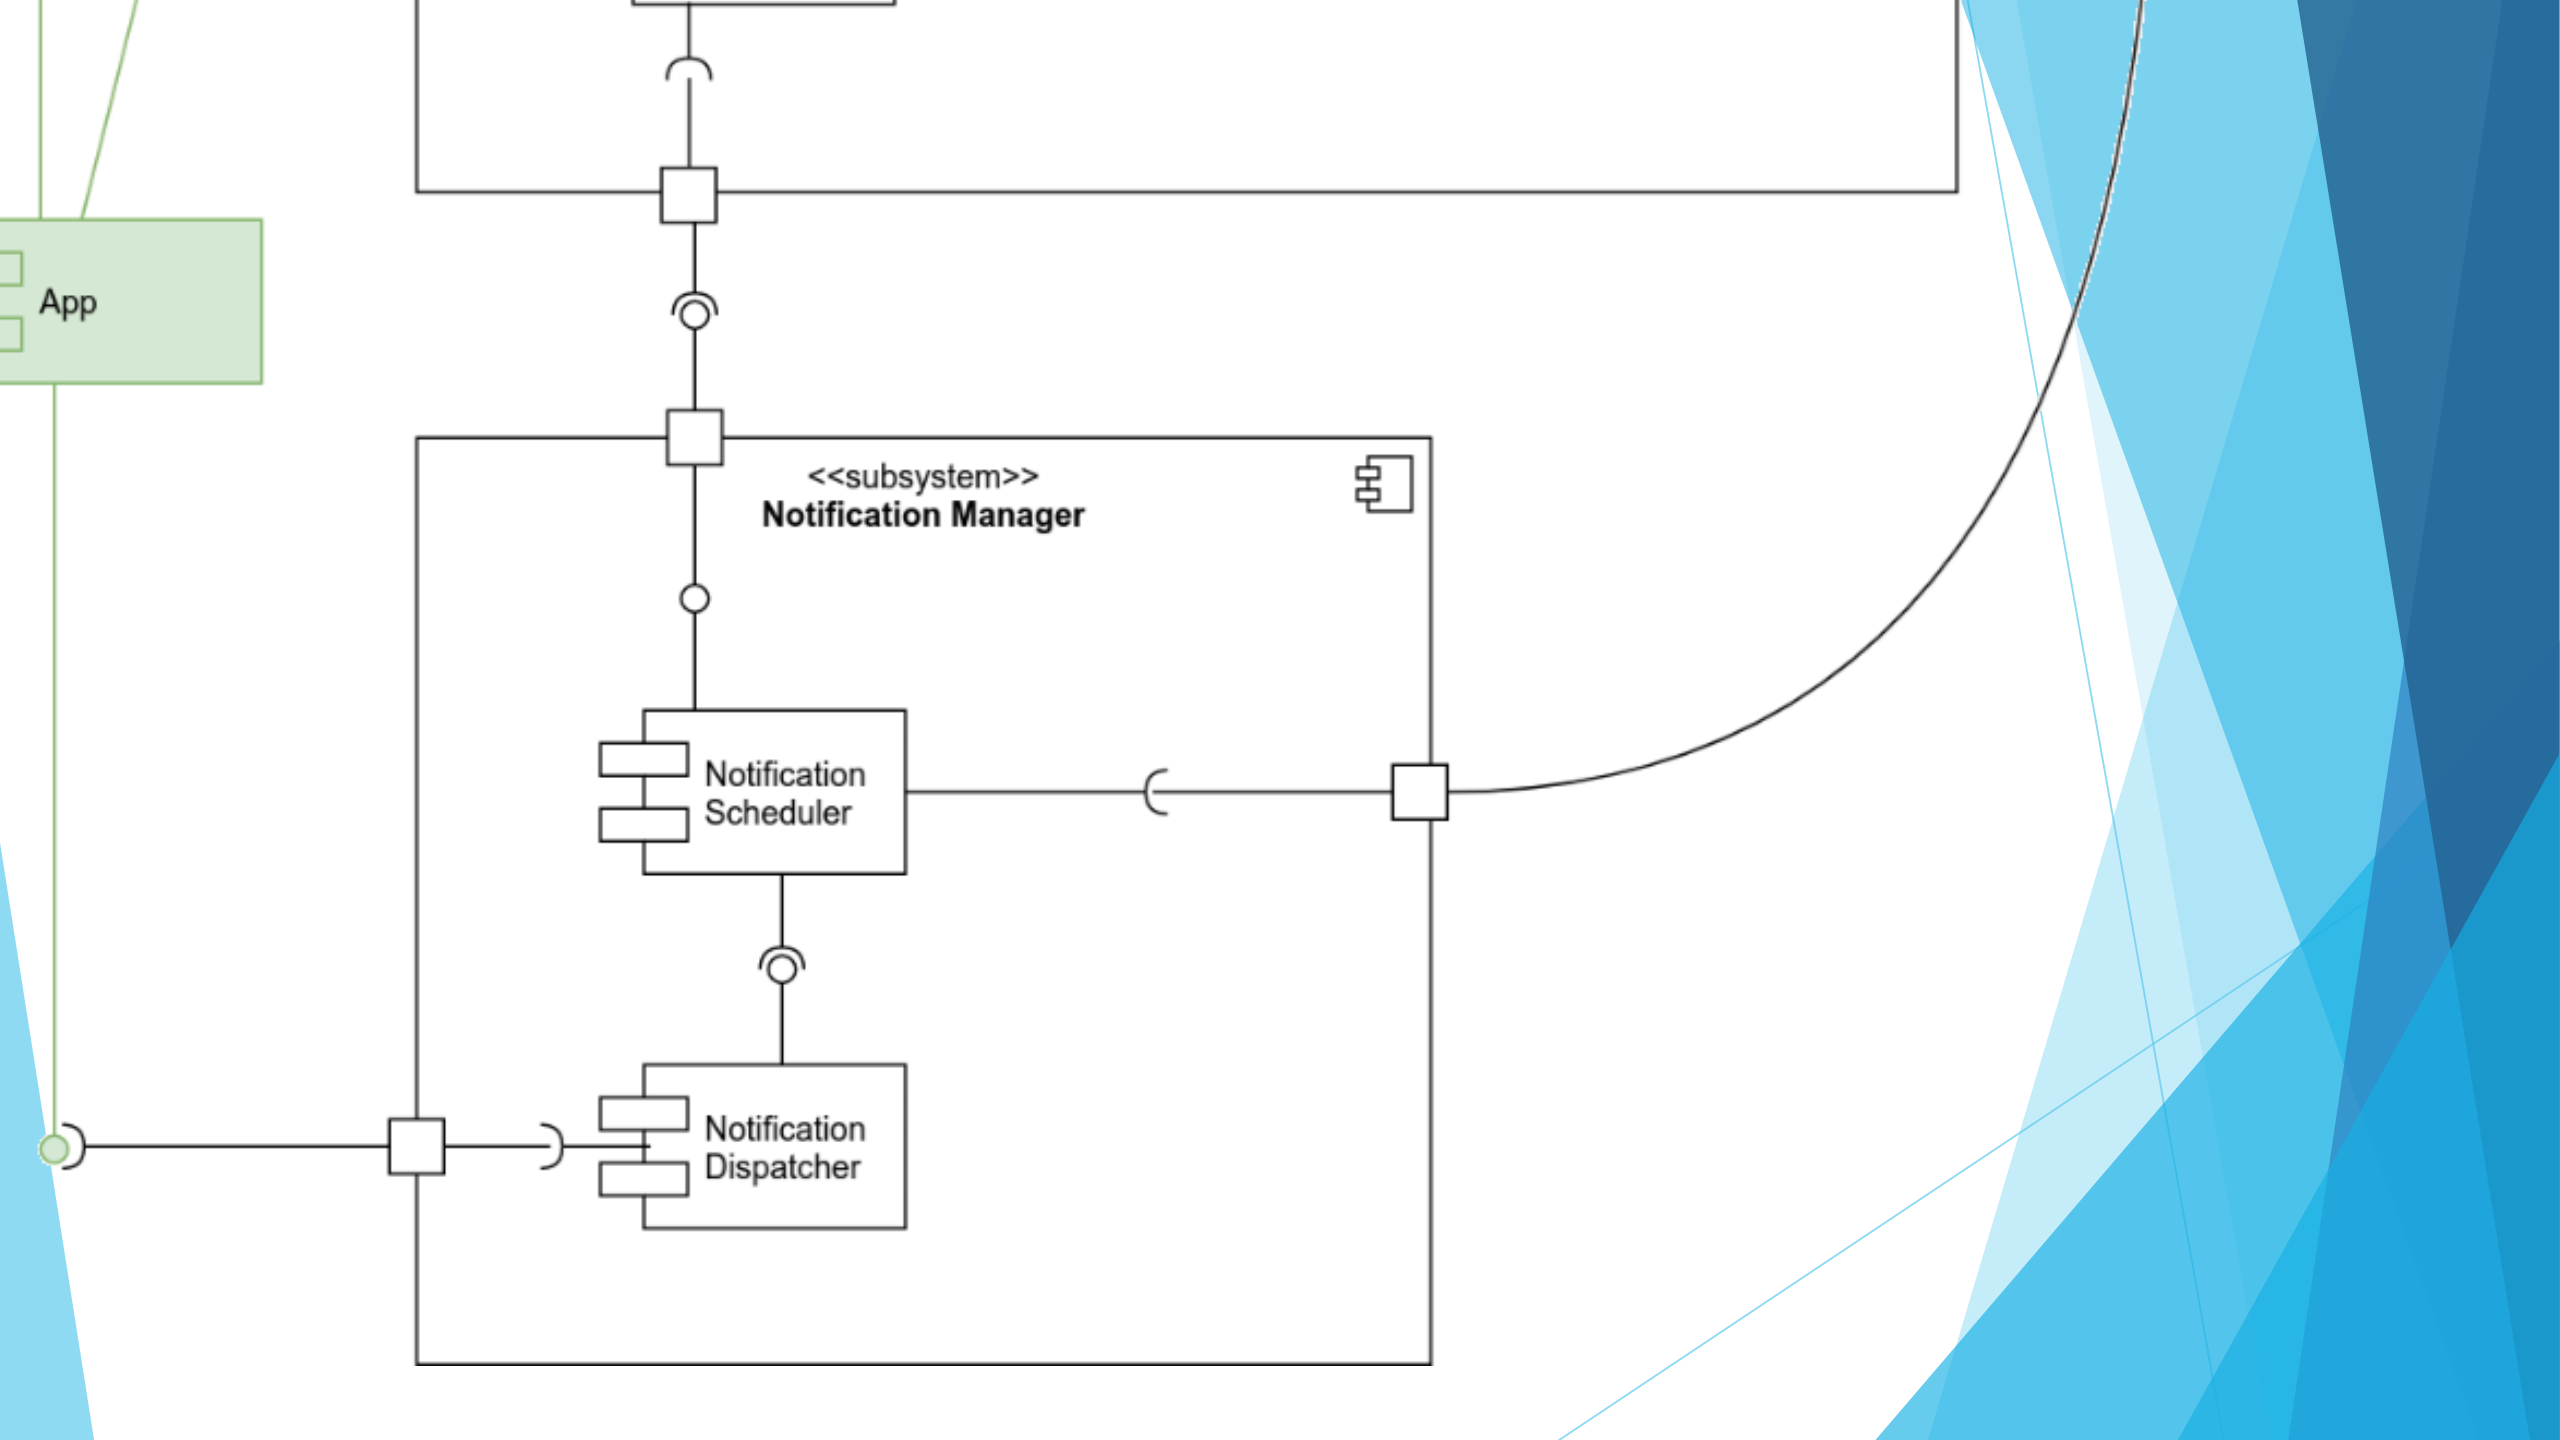 App
<<subsystem>>
Notification Manager
Notification
Scheduler
Notification
Dispatcher